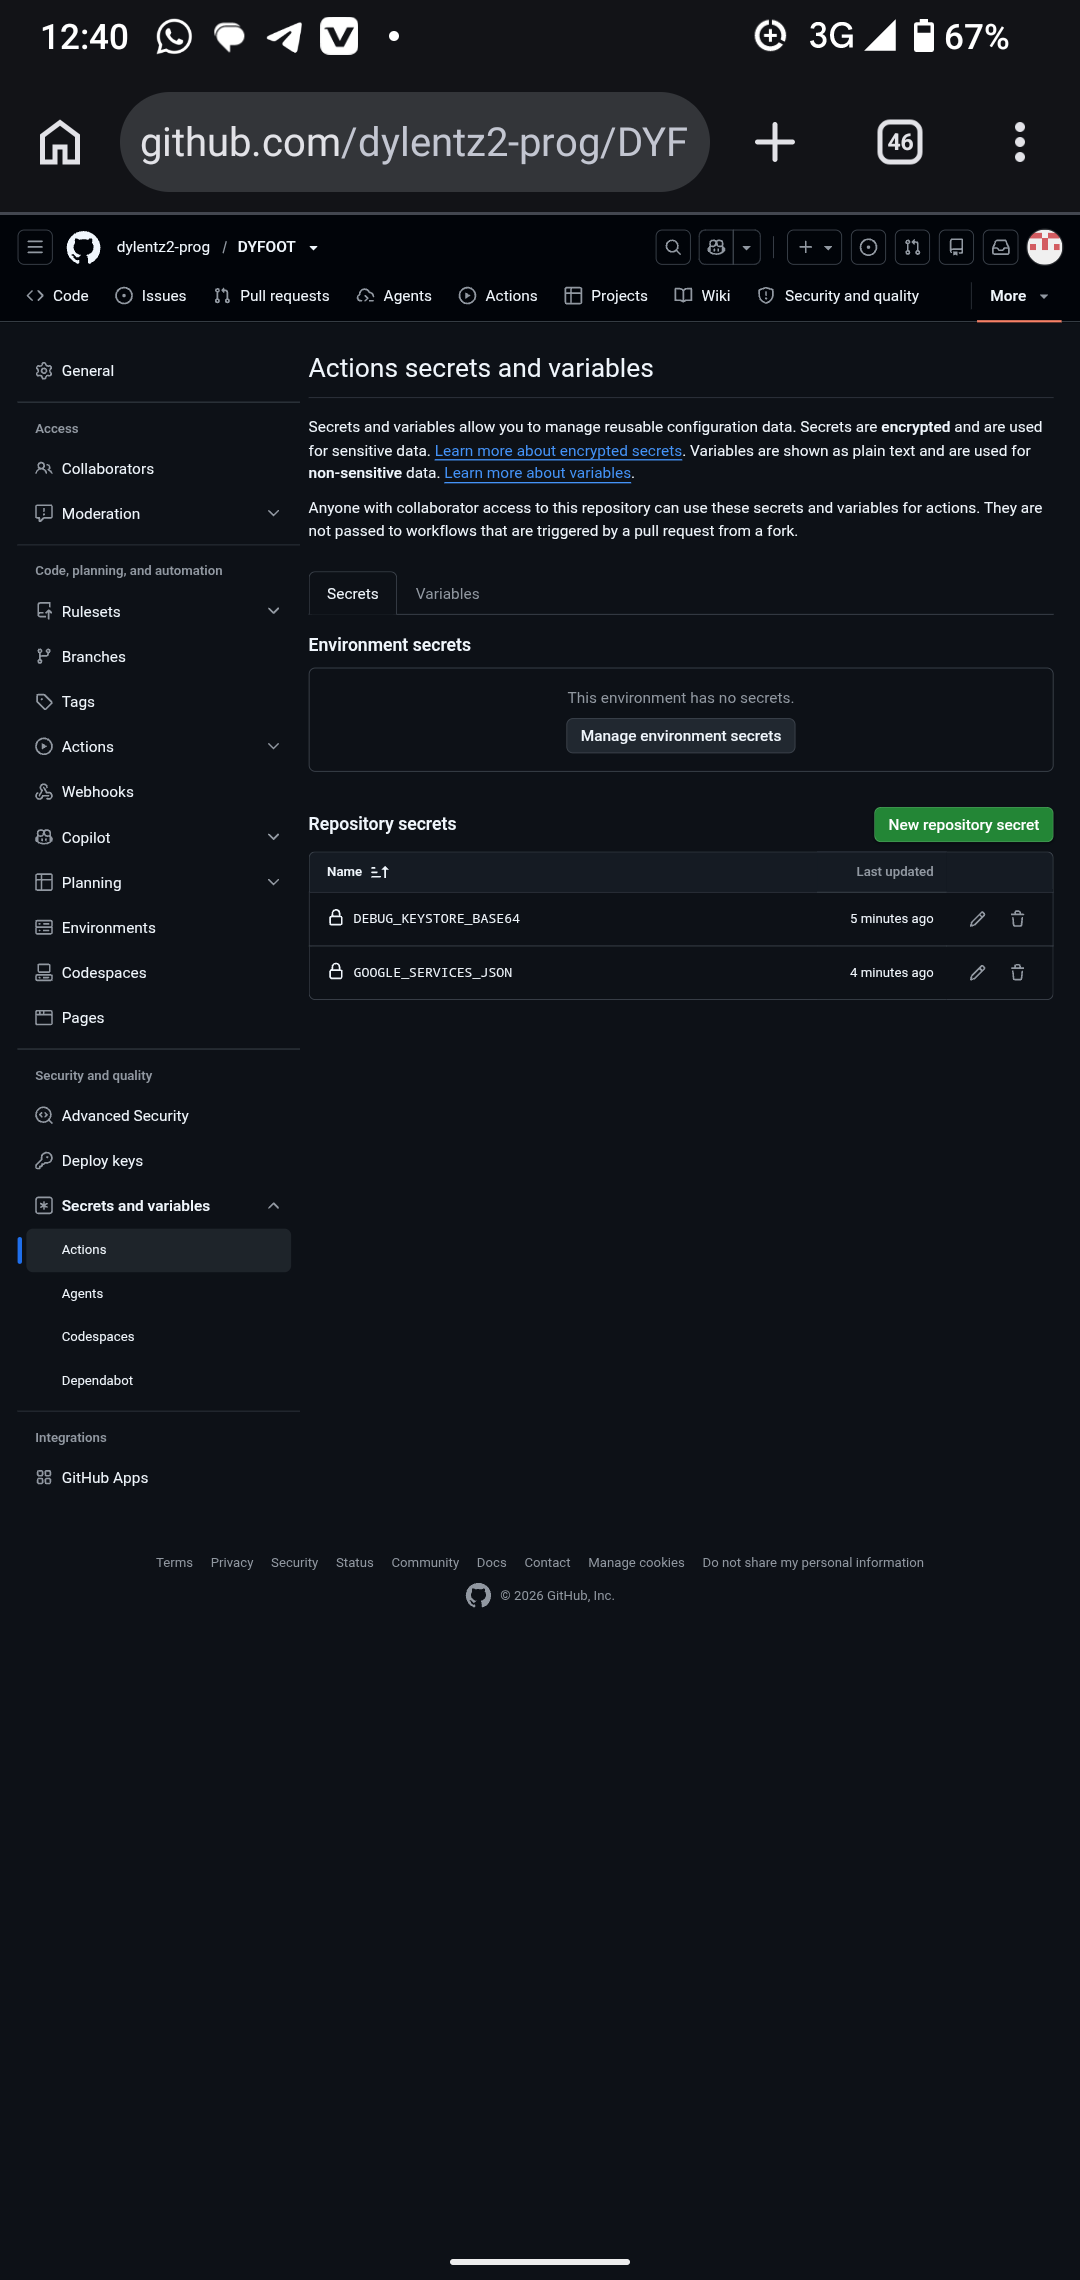 12:40
3G
67%
github.com/dylentz2-prog/DYF
46
dylentz2-prog / DYFOOT
Code
Issues
Pull requests
Agents
Actions
Projects
Wiki
Security and quality
More
General
Access
Collaborators
Moderation
Code, planning, and automation
Rulesets
Branches
Tags
Actions
Webhooks
Copilot
Planning
Environments
Codespaces
Pages
Security and quality
Advanced Security
Deploy keys
Secrets and variables
Actions
Agents
Codespaces
Dependabot
Integrations
GitHub Apps
Actions secrets and variables
Secrets and variables allow you to manage reusable configuration data. Secrets are encrypted and are used
for sensitive data. Learn more about encrypted secrets. Variables are shown as plain text and are used for
non-sensitive data. Learn more about variables.
Anyone with collaborator access to this repository can use these secrets and variables for actions. They are
not passed to workflows that are triggered by a pull request from a fork.
Secrets
Variables
Environment secrets
This environment has no secrets.
Manage environment secrets
Repository secrets
New repository secret
Name
Last updated
DEBUG_KEYSTORE_BASE64
5 minutes ago
GOOGLE_SERVICES_JSON
4 minutes ago
Terms Privacy Security Status Community Docs Contact Manage cookies Do not share my personal information
© 2026 GitHub, Inc.